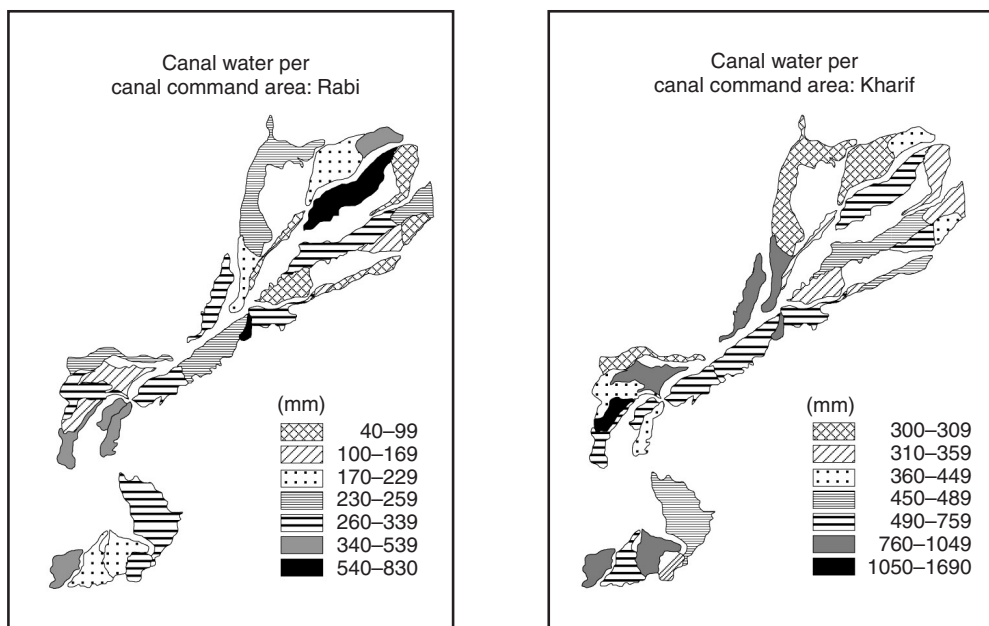 Canal water per
canal command area: Rabi
(mm)
40–99
100–169
170–229
230–259
260–339
340–539
540–830
Canal water per
canal command area: Kharif
(mm)
300–309
310–359
360–449
450–489
490–759
760–1049
1050–1690